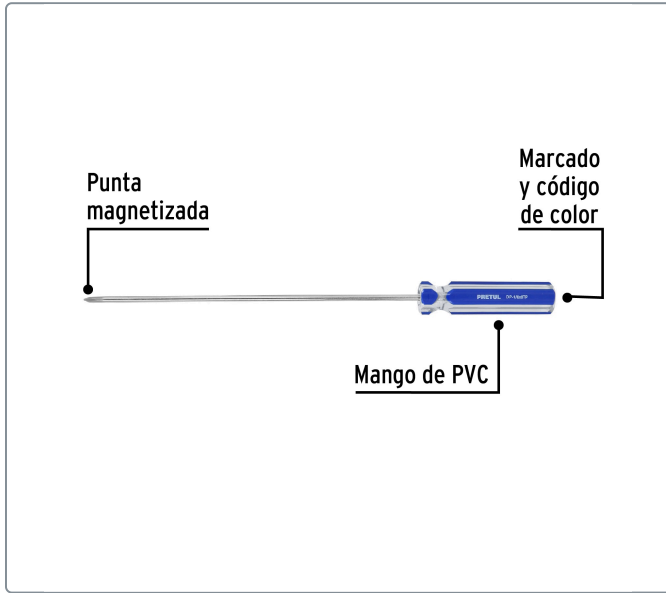 Marcado
y código
de color
Punta
magnetizada
PRETUL
Mango de PVC